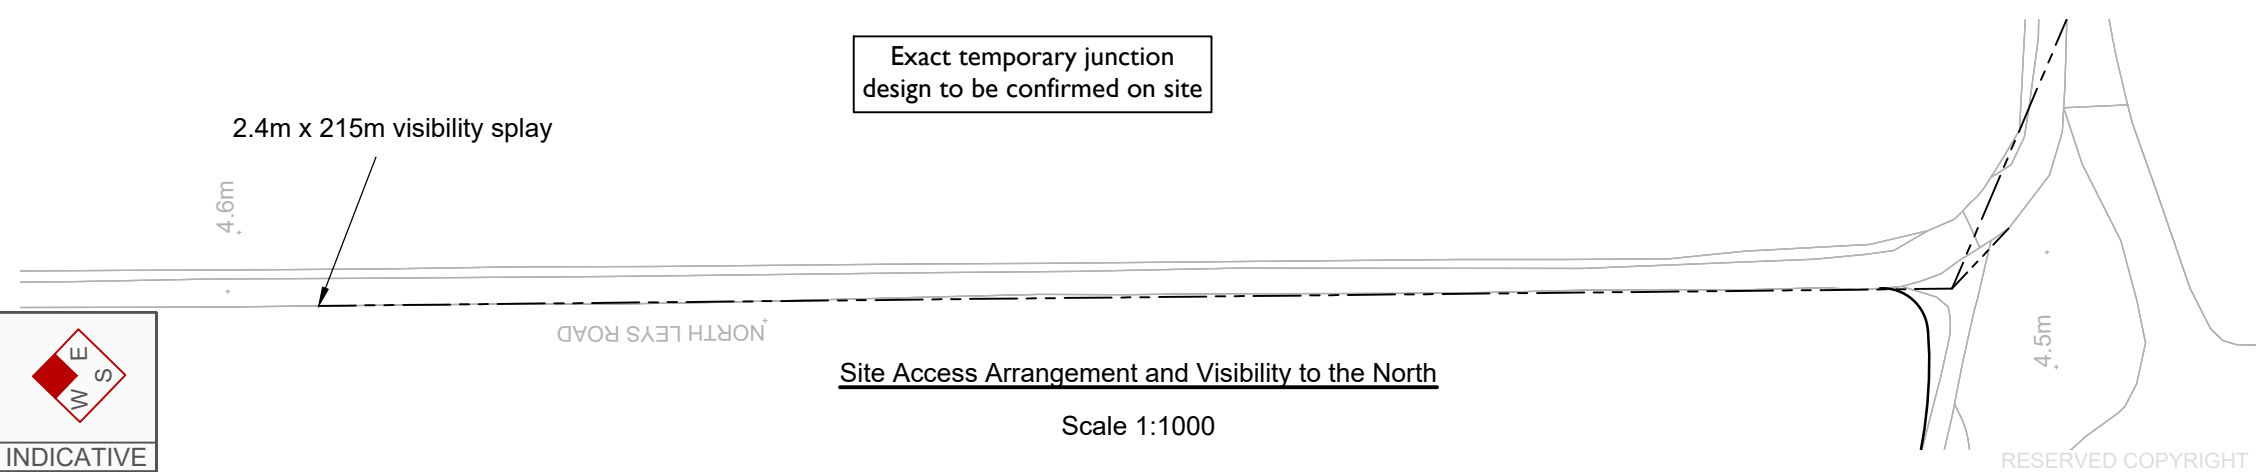 Exact temporary junction
design to be confirmed on site
2.4m x 215m visibility splay
4.6m
NORTH LEYS ROAD
4.5m
Site Access Arrangement and Visibility to the North
Scale 1:1000
E
S
W
INDICATIVE
RESERVED COPYRIGHT